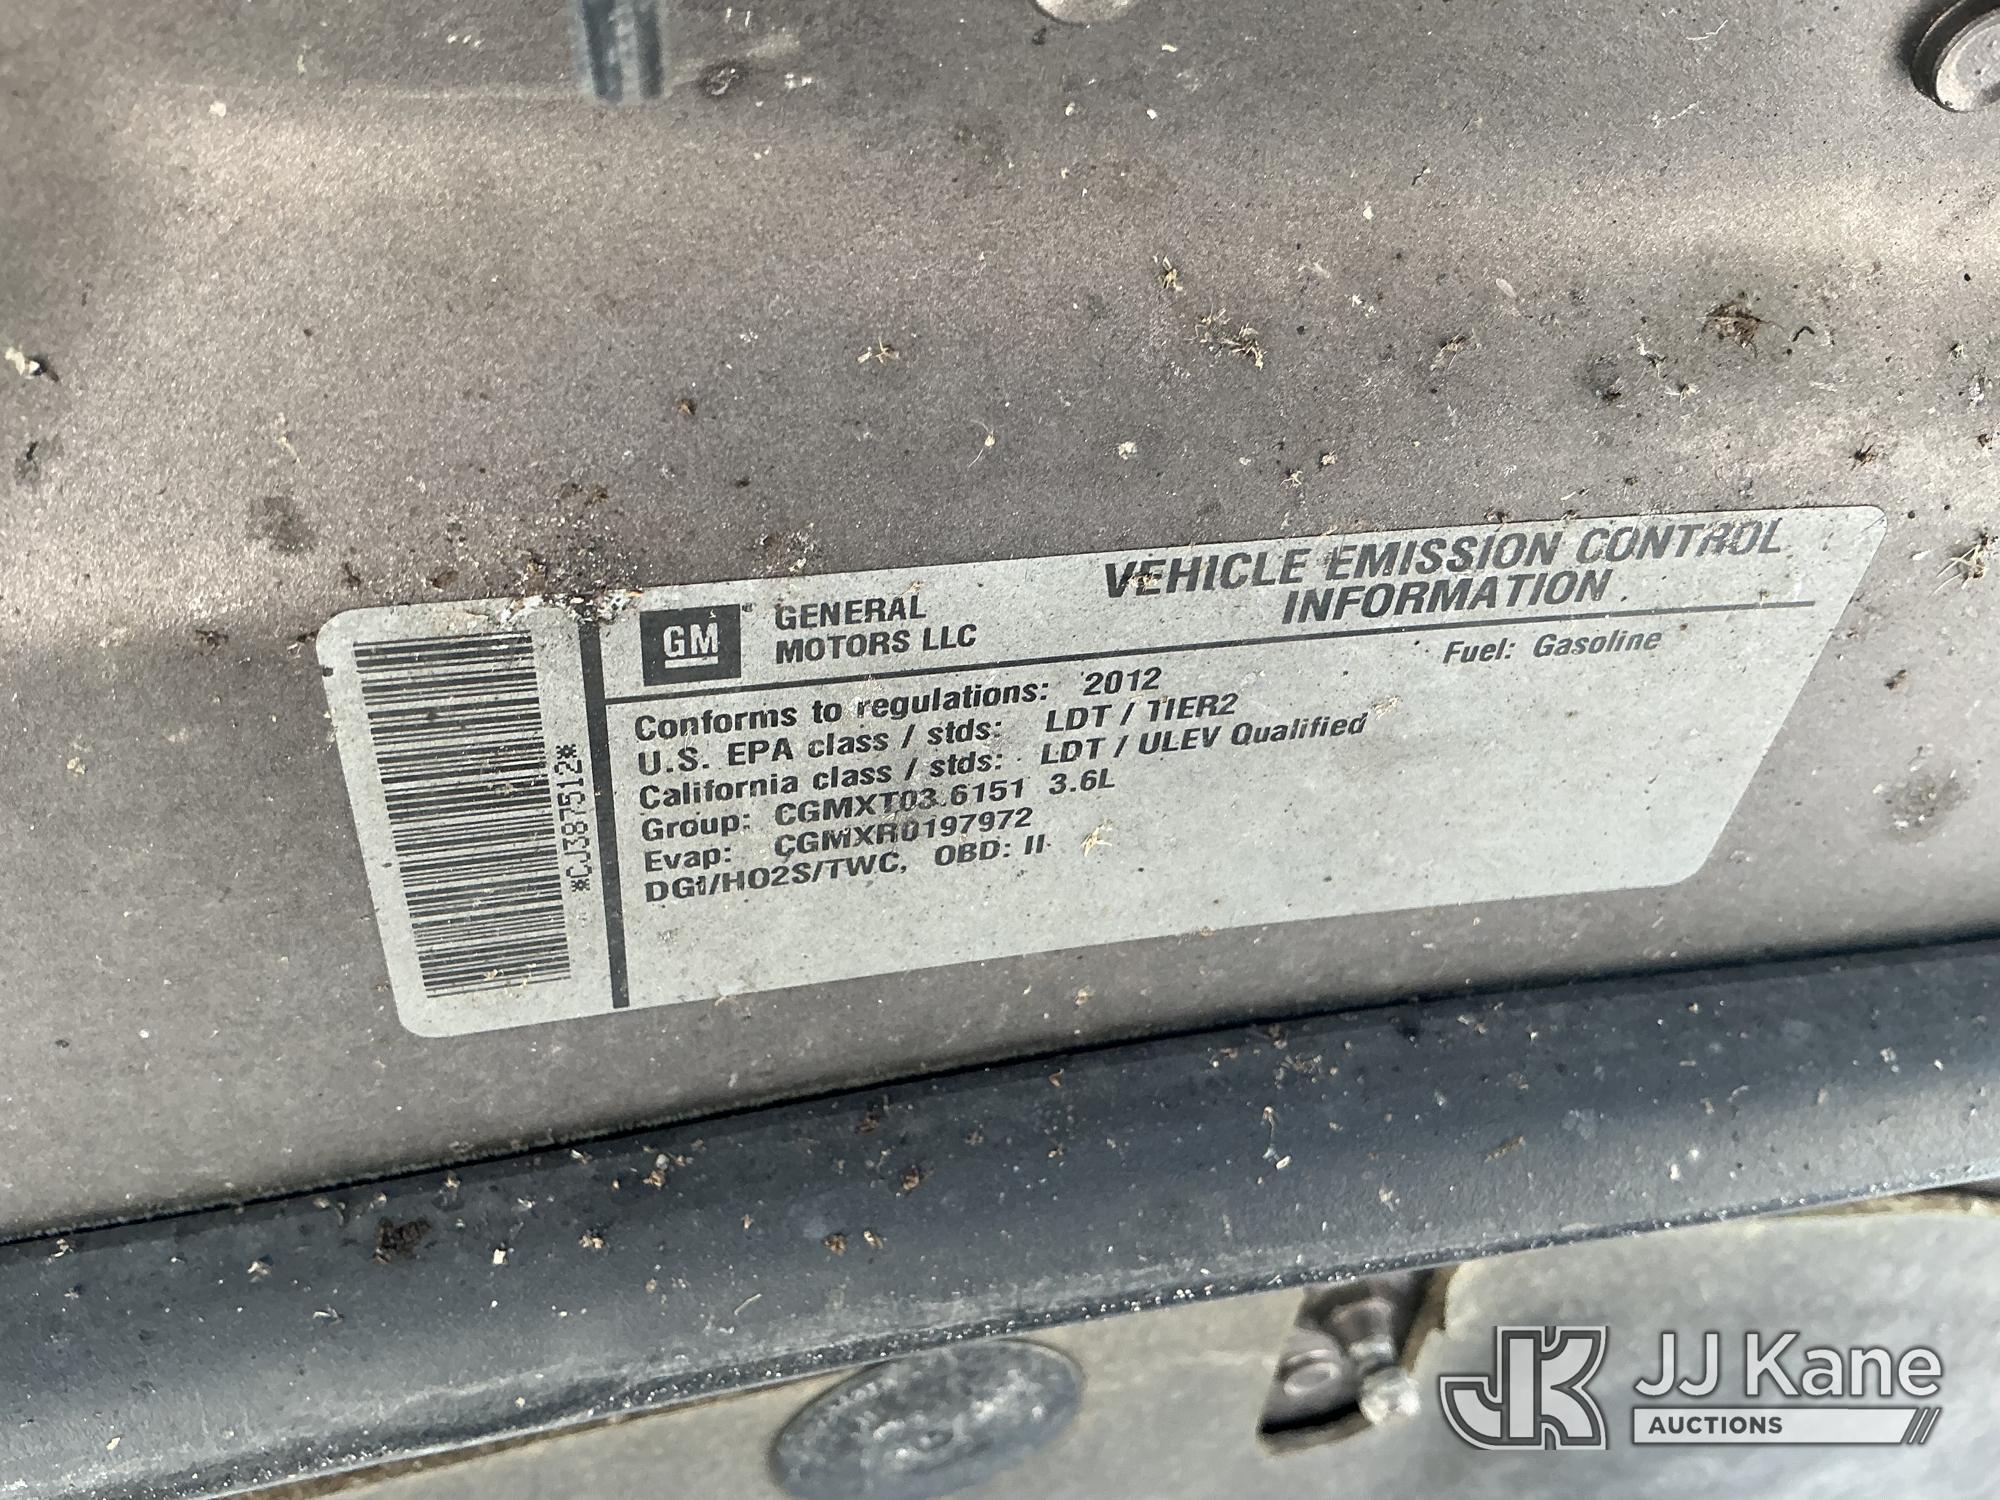 *CJ387512*
GM
GENERAL
MOTORS LLC
VEHICLE EMISSION CONTROL
INFORMATION
Fuel: Gasoline
Conforms to regulations: 2012
U.S. EPA class / stds: LDT / TIER2
California class / stds: LDT / ULEV Qualified
Group: CGMXT03.6151 3.6L
Evap: CGMXR0197972
DGI/HO2S/TWC, OBD: II
JK JJ Kane
AUCTIONS